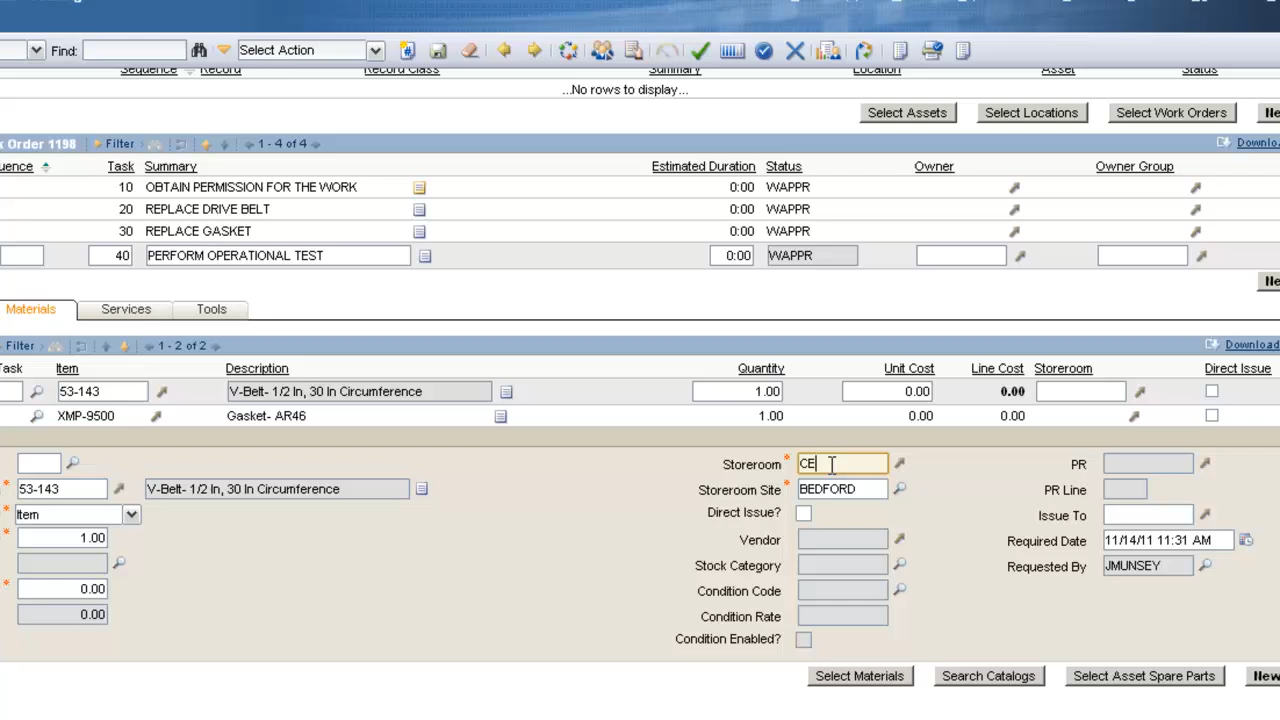 Find: Select Action
Sequence Record Record Class Summary Location Asset Status
...No rows to display...
Select Assets Select Locations Select Work Orders Ne
k Order 1198 Filter 1 - 4 of 4 Downloa
uence Task Summary Estimated Duration Status Owner Owner Group
10 OBTAIN PERMISSION FOR THE WORK 0:00 WAPPR
20 REPLACE DRIVE BELT 0:00 WAPPR
30 REPLACE GASKET 0:00 WAPPR
40 PERFORM OPERATIONAL TEST 0:00 WAPPR
Ne
Materials Services Tools
Filter 1 - 2 of 2 Download
Task Item Description Quantity Unit Cost Line Cost Storeroom Direct Issue
53-143 V-Belt- 1/2 In, 30 In Circumference 1.00 0.00 0.00
XMP-9500 Gasket- AR46 1.00 0.00 0.00
Storeroom * CE PR
* 53-143 V-Belt- 1/2 In, 30 In Circumference Storeroom Site * BEDFORD PR Line
* Item Direct Issue? Issue To
* 1.00 Vendor Required Date 11/14/11 11:31 AM
Stock Category Requested By JMUNSEY
* 0.00 Condition Code
0.00 Condition Rate
Condition Enabled?
Select Materials Search Catalogs Select Asset Spare Parts New